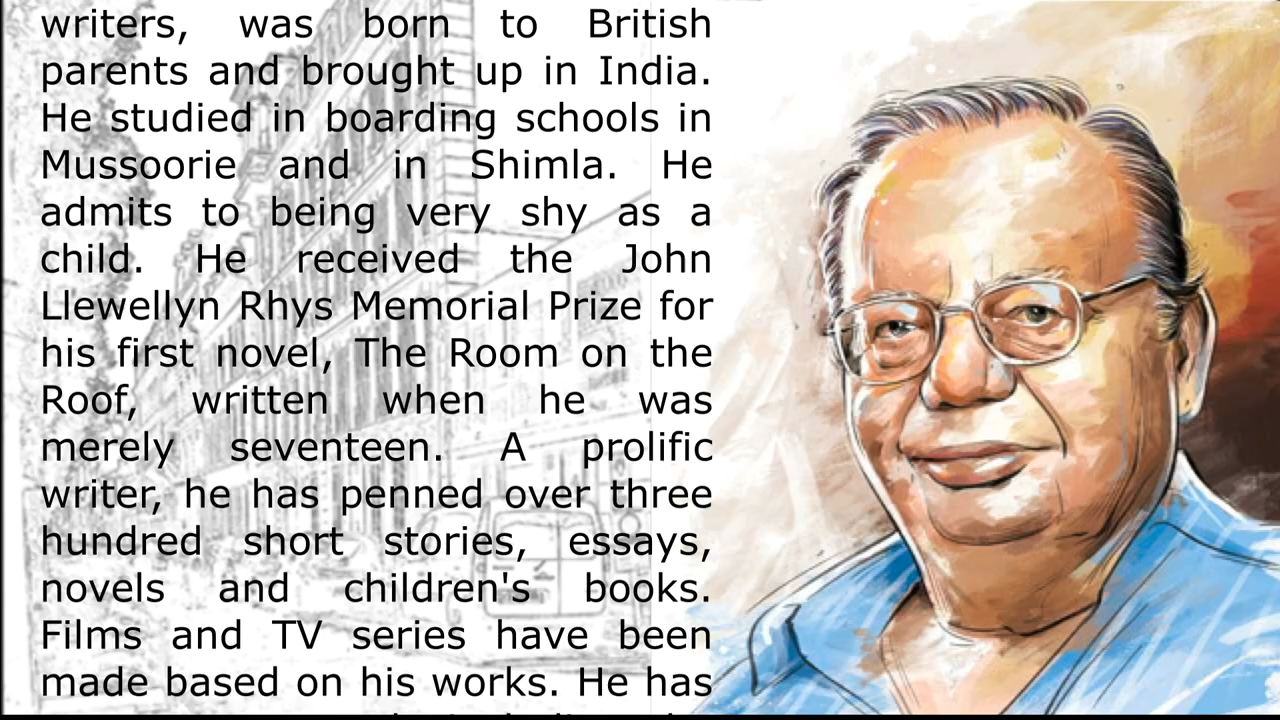 writers, was born to British
parents and brought up in India.
He studied in boarding schools in
Mussoorie and in Shimla. He
admits to being very shy as a
child. He received the John
Llewellyn Rhys Memorial Prize for
his first novel, The Room on the
Roof, written when he was
merely seventeen. A prolific
writer, he has penned over three
hundred short stories, essays,
novels and children's books.
Films and TV series have been
made based on his works. He has